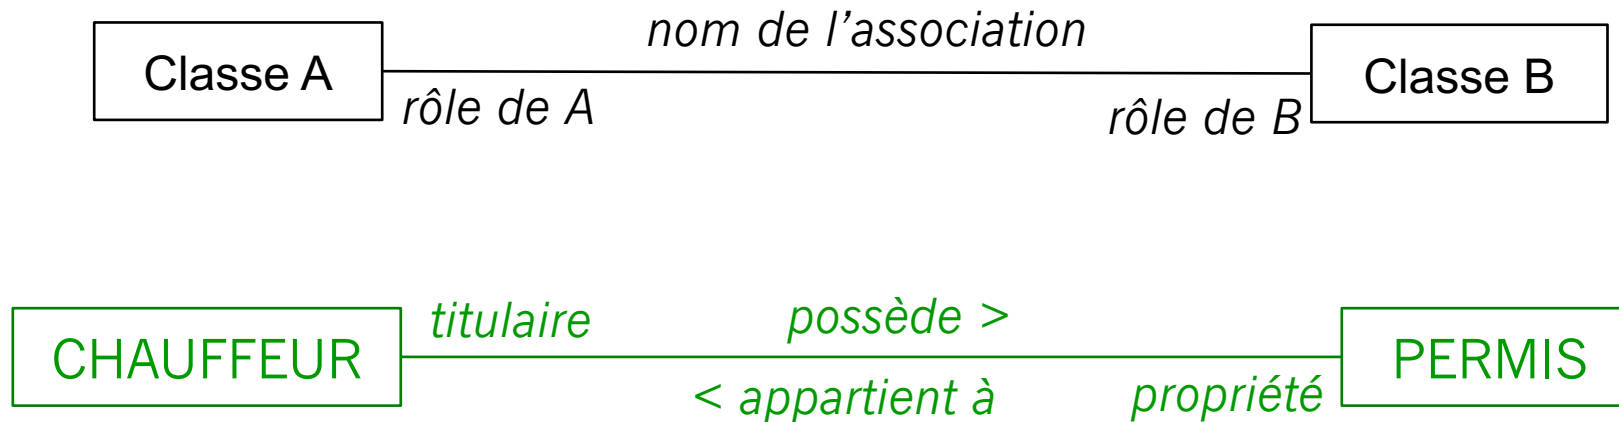 nom de l’association
Classe A
Classe B
rôle de A
rôle de B
titulaire
possède >
CHAUFFEUR
PERMIS
< appartient à
propriété